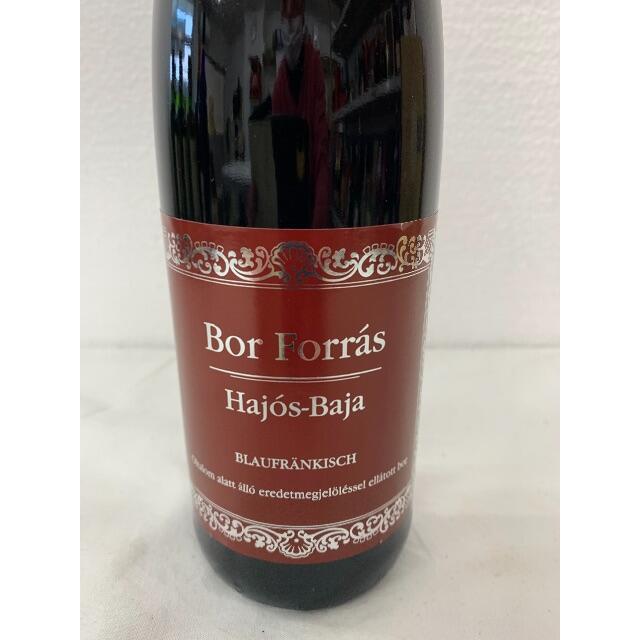 Bor Forrás
Hajós-Baja
BLAUFRÄNKISCH
Oltalom alatt álló eredetmegjelöléssel ellátott bor